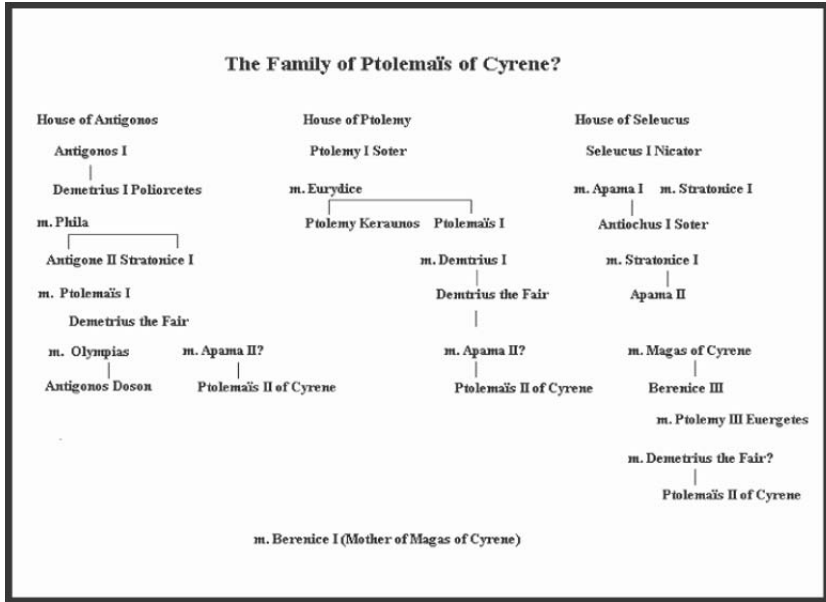 The Family of Ptolemaïs of Cyrene?
House of Antigonos
Antigonos I
Demetrius I Poliorcetes
m. Phila
Antigone II Stratonice I
m. Ptolemaïs I
Demetrius the Fair
m. Olympias
m. Apama II?
Antigonos Doson
Ptolemaïs II of Cyrene
House of Ptolemy
Ptolemy I Soter
m. Eurydice
Ptolemy Keraunos
Ptolemaïs I
m. Demtrius I
Demtrius the Fair
m. Apama II?
Ptolemaïs II of Cyrene
House of Seleucus
Seleucus I Nicator
m. Apama I
m. Stratonice I
Antiochus I Soter
m. Stratonice I
Apama II
m. Magas of Cyrene
Berenice III
m. Ptolemy III Euergetes
m. Demetrius the Fair?
Ptolemaïs II of Cyrene
m. Berenice I (Mother of Magas of Cyrene)